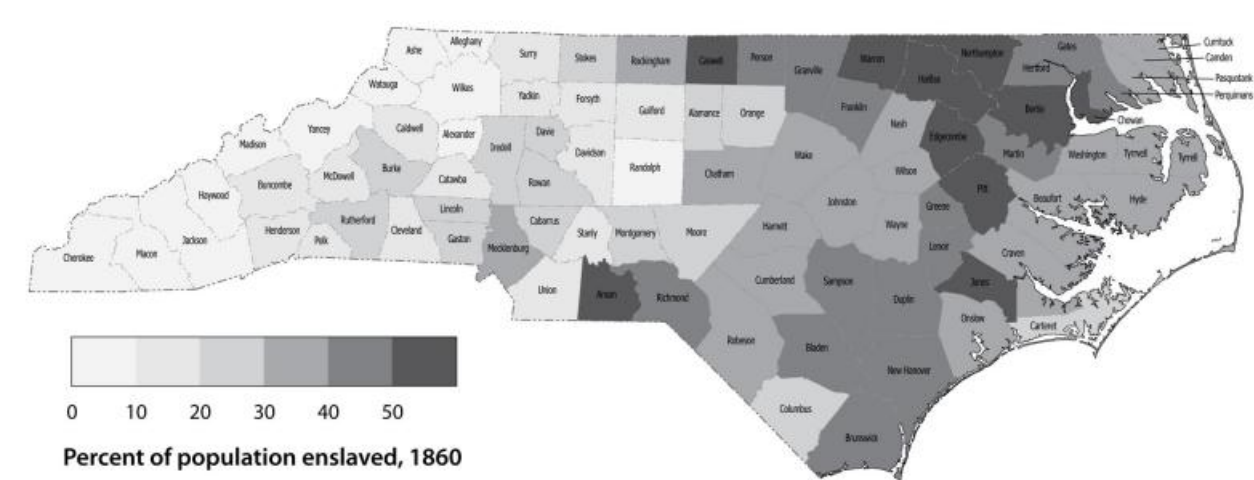 Ashe
Alleghany
Surry
Stokes
Rockingham
Caswell
Person
Granville
Warren
Halifax
Northampton
Gates
Hertford
Currituck
Camden
Pasquotank
Perquimans
Chowan
Watauga
Wilkes
Yadkin
Forsyth
Guilford
Alamance
Orange
Franklin
Nash
Bertie
Edgecombe
Martin
Washington
Tyrrell
Tyrrell
Madison
Yancey
Caldwell
Alexander
Iredell
Davie
Davidson
Randolph
Chatham
Wake
Wilson
Pitt
Beaufort
Hyde
Haywood
Buncombe
McDowell
Burke
Catawba
Rowan
Johnston
Greene
Cherokee
Macon
Jackson
Henderson
Polk
Rutherford
Cleveland
Lincoln
Gaston
Mecklenburg
Cabarrus
Stanly
Montgomery
Moore
Harnett
Wayne
Lenoir
Craven
Union
Anson
Richmond
Cumberland
Sampson
Duplin
Jones
Onslow
Carteret
Robeson
Bladen
New Hanover
Columbus
Brunswick
0 10 20 30 40 50
Percent of population enslaved, 1860